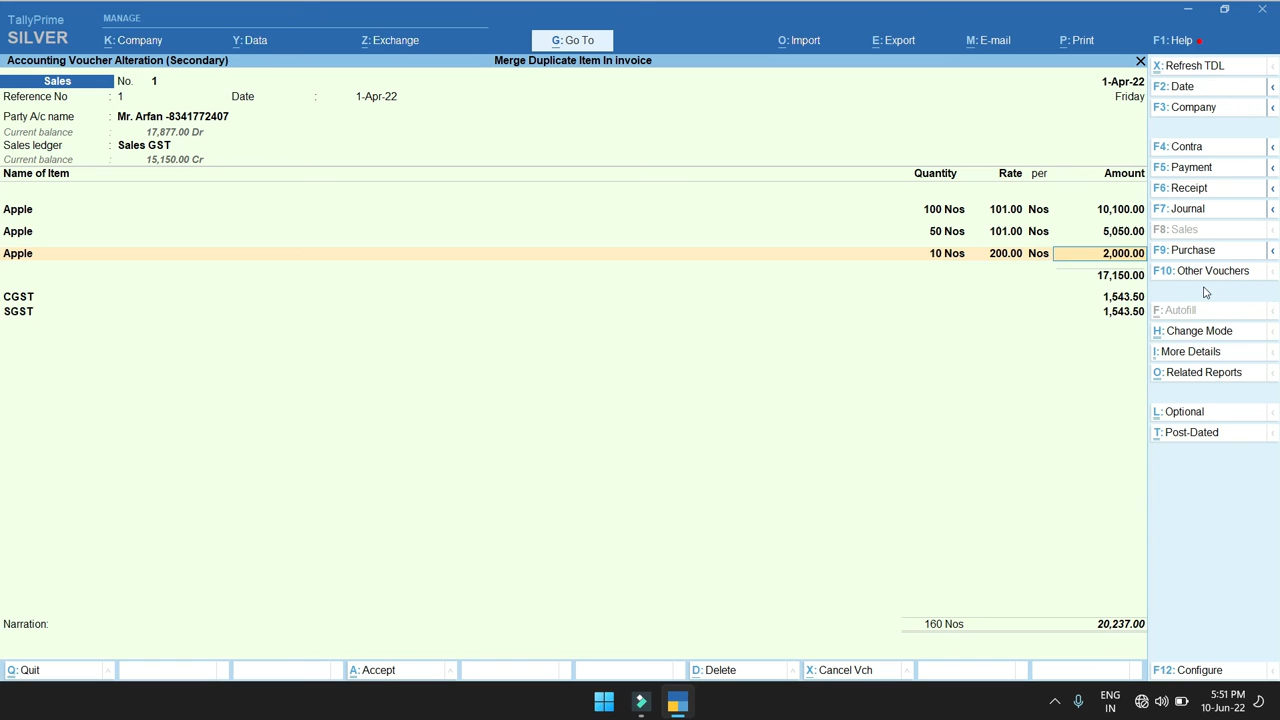 TallyPrime
MANAGE
SILVER
K: Company
Y: Data
Z: Exchange
G: Go To
O: Import
E: Export
M: E-mail
P: Print
F1: Help
Accounting Voucher Alteration (Secondary)
Merge Duplicate Item In invoice
Sales No. 1
1-Apr-22
Reference No : 1 Date : 1-Apr-22
Friday
Party A/c name : Mr. Arfan -8341772407
Current balance : 17,877.00 Dr
Sales ledger : Sales GST
Current balance : 15,150.00 Cr
Name of Item Quantity Rate per Amount
Apple 100 Nos 101.00 Nos 10,100.00
Apple 50 Nos 101.00 Nos 5,050.00
Apple 10 Nos 200.00 Nos 2,000.00
17,150.00
CGST 1,543.50
SGST 1,543.50
Narration: 160 Nos 20,237.00
X: Refresh TDL
F2: Date
F3: Company
F4: Contra
F5: Payment
F6: Receipt
F7: Journal
F8: Sales
F9: Purchase
F10: Other Vouchers
F: Autofill
H: Change Mode
I: More Details
O: Related Reports
L: Optional
T: Post-Dated
Q: Quit
A: Accept
D: Delete
X: Cancel Vch
F12: Configure
ENG
IN
5:51 PM
10-Jun-22